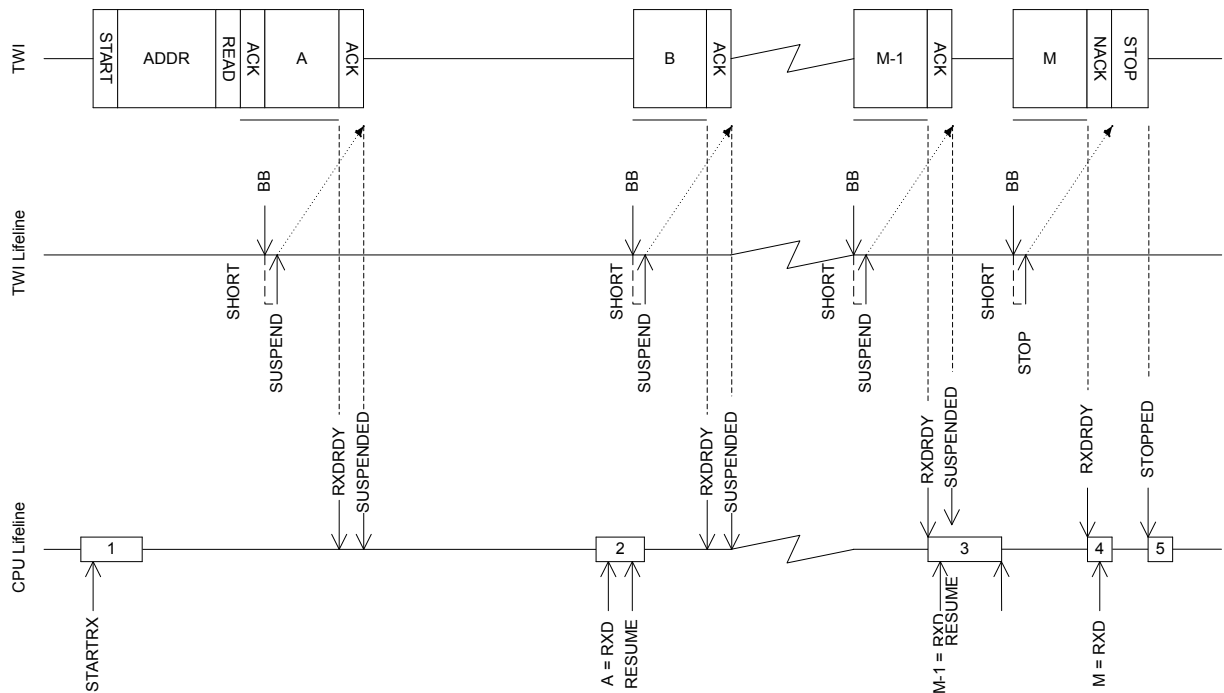 TWI
START
ADDR
READ
ACK
A
ACK
B
ACK
M-1
ACK
M
NACK
STOP
TWI Lifeline
BB
SHORT
SUSPEND
BB
SHORT
SUSPEND
BB
SHORT
SUSPEND
BB
SHORT
STOP
RXDRDY
SUSPENDED
RXDRDY
SUSPENDED
RXDRDY
SUSPENDED
RXDRDY
STOPPED
CPU Lifeline
1
2
3
4
5
STARTRX
A = RXD
RESUME
M-1 = RXD
RESUME
M = RXD